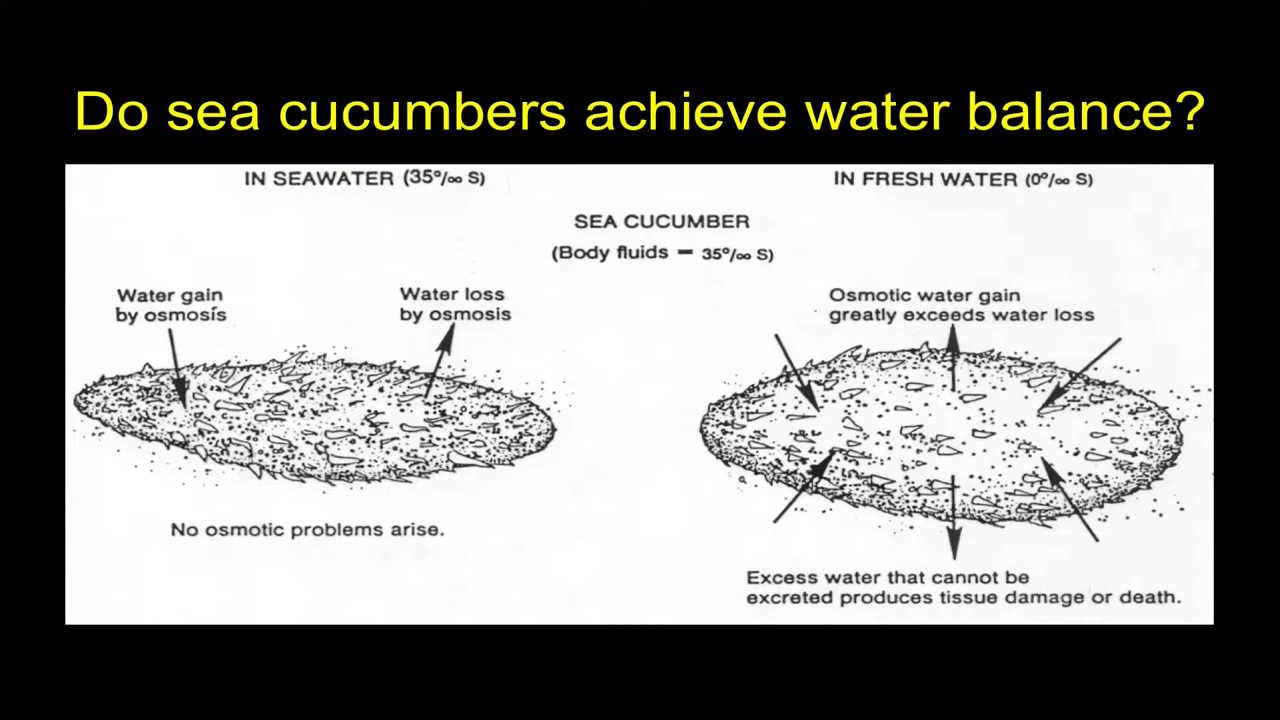 Do sea cucumbers achieve water balance?
IN SEAWATER (35°/∞ S)
IN FRESH WATER (0°/∞ S)
SEA CUCUMBER
(Body fluids = 35°/∞ S)
Water gain
by osmosis
Water loss
by osmosis
Osmotic water gain
greatly exceeds water loss
No osmotic problems arise.
Excess water that cannot be
excreted produces tissue damage or death.